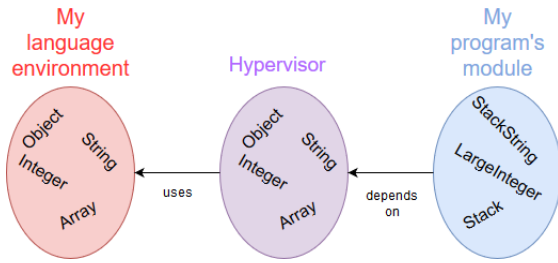 My
language
environment
Hypervisor
My
program's
module
Object
String
Integer
Array
uses
Object
String
Integer
Array
depends
on
StackString
LargeInteger
Stack